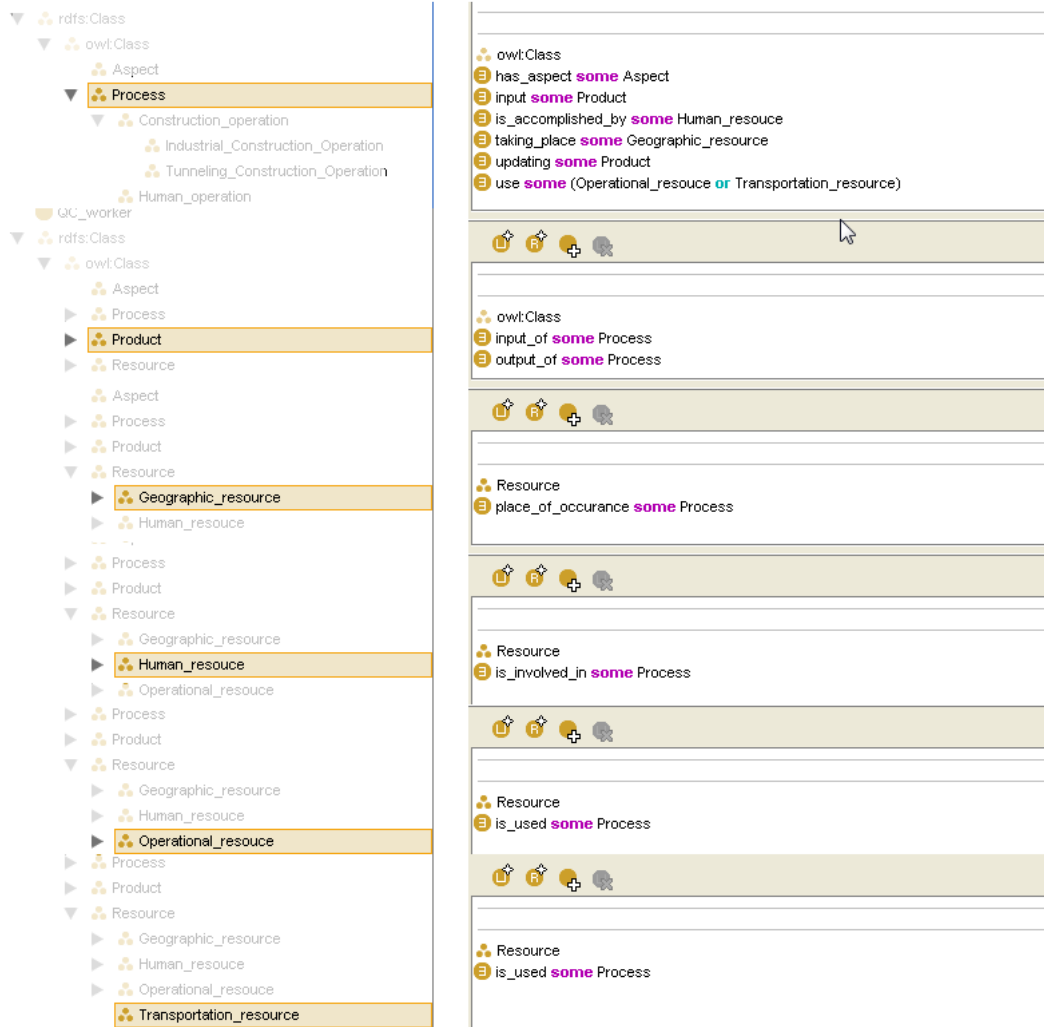 rdfs:Class
owl:Class
Aspect
Process
Construction_operation
Industrial_Construction_Operation
Tunneling_Construction_Operation
Human_operation
owl:Class
has_aspect some Aspect
input some Product
is_accomplished_by some Human_resouce
taking_place some Geographic_resource
updating some Product
use some (Operational_resouce or Transportation_resource)
QC_worker
rdfs:Class
owl:Class
Aspect
Process
Product
Resource
owl:Class
input_of some Process
output_of some Process
Aspect
Process
Product
Resource
Geographic_resource
Human_resouce
Resource
place_of_occurance some Process
Process
Product
Resource
Geographic_resource
Human_resouce
Operational_resouce
Resource
is_involved_in some Process
Process
Product
Resource
Geographic_resource
Human_resouce
Operational_resouce
Resource
is_used some Process
Process
Product
Resource
Geographic_resource
Human_resouce
Operational_resouce
Transportation_resource
Resource
is_used some Process